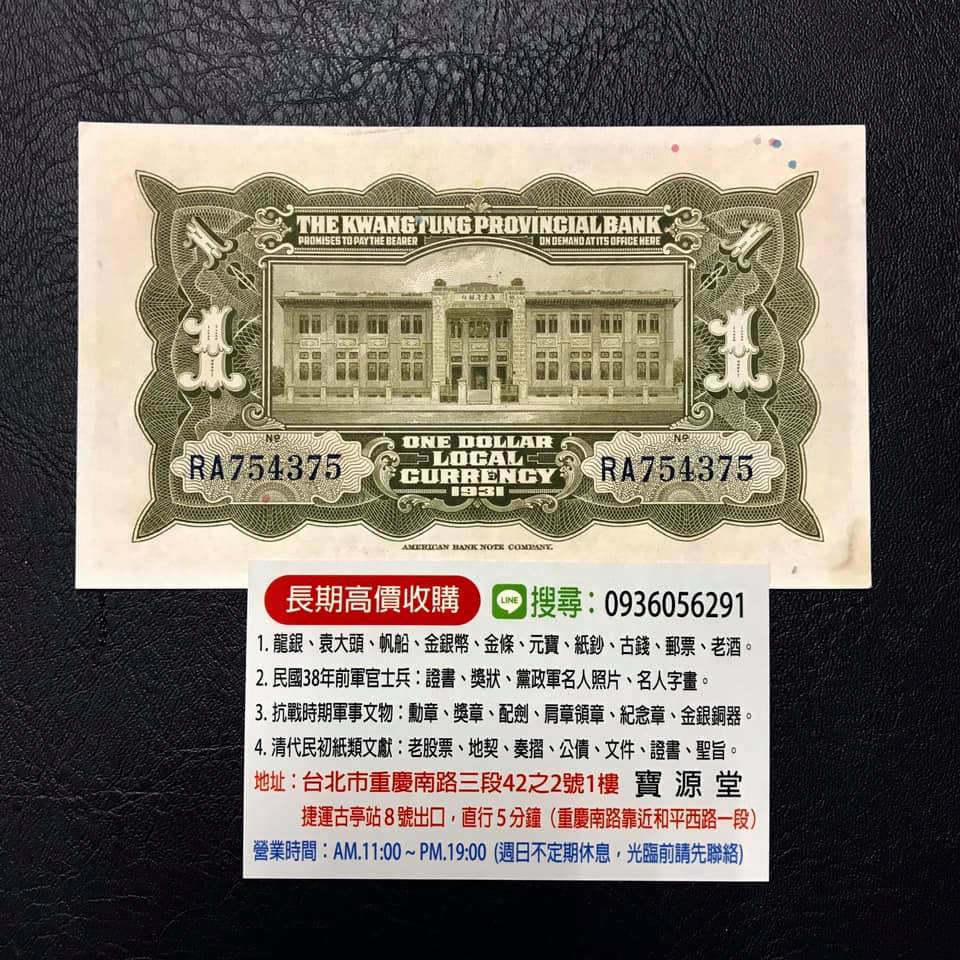 THE KWANGTUNG PROVINCIAL BANK
PROMISES TO PAY THE BEARER ON DEMAND AT ITS OFFICE HERE
1 1
1 1
Nº Nº
RA754375 RA754375
ONE DOLLAR
LOCAL
CURRENCY
1931
AMERICAN BANK NOTE COMPANY.
長期高價收購 LINE 搜尋：0936056291
1. 龍銀、袁大頭、帆船、金銀幣、金條、元寶、紙鈔、古錢、郵票、老酒。
2. 民國38年前軍官士兵：證書、獎狀、黨政軍名人照片、名人字畫。
3. 抗戰時期軍事文物：勳章、獎章、配劍、肩章領章、紀念章、金銀銅器。
4. 清代民初紙類文獻：老股票、地契、奏摺、公債、文件、證書、聖旨。
地址：台北市重慶南路三段42之2號1樓 寶源堂
捷運古亭站8號出口，直行5分鐘（重慶南路靠近和平西路一段）
營業時間：AM.11:00 ~ PM.19:00 (週日不定期休息，光臨前請先聯絡)